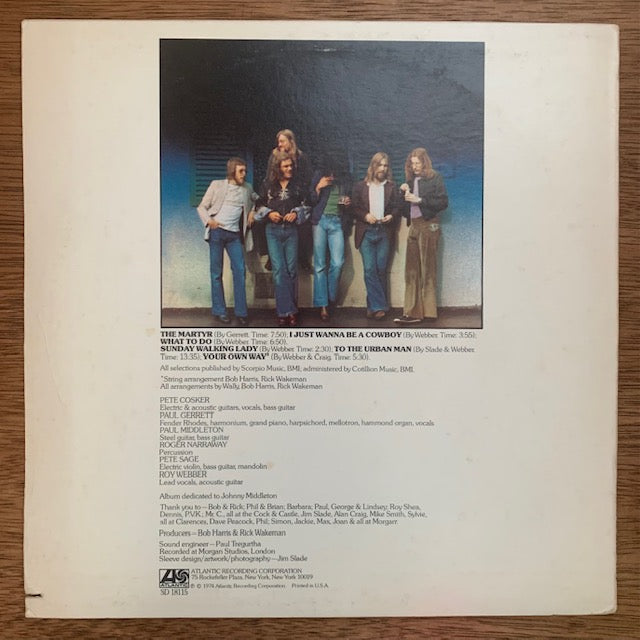 THE MARTYR (By Gerrett. Time: 7:50); I JUST WANNA BE A COWBOY (By Webber. Time: 3:55);
WHAT TO DO (By Webber. Time: 6:50).
SUNDAY WALKING LADY (By Webber. Time: 2:30); TO THE URBAN MAN (By Slade & Webber.
Time: 13:35); YOUR OWN WAY* (By Webber & Craig. Time: 5:30).
All selections published by Scorpio Music, BMI; administered by Cotillion Music, BMI.
*String arrangement Bob Harris, Rick Wakeman
All arrangements by Wally, Bob Harris, Rick Wakeman
PETE COSKER
Electric & acoustic guitars, vocals, bass guitar
PAUL GERRETT
Fender Rhodes, harmonium, grand piano, harpsichord, mellotron, hammond organ, vocals
PAUL MIDDLETON
Steel guitar, bass guitar
ROGER NARRAWAY
Percussion
PETE SAGE
Electric violin, bass guitar, mandolin
ROY WEBBER
Lead vocals, acoustic guitar
Album dedicated to Johnny Middleton
Thank you to—Bob & Rick; Phil & Brian; Barbara; Paul, George & Lindsey; Roy Shea,
Dennis, P.V.K.; Mr. C., all at the Cock & Castle, Jim Slade, Alan Craig, Mike Smith, Sylvie,
all at Clarences, Dave Peacock, Phil; Simon, Jackie, Mas, Joan & all at Morgan.
Producers—Bob Harris & Rick Wakeman
Sound engineer—Paul Tregurtha
Recorded at Morgan Studios, London
Sleeve design/artwork/photography—Jim Slade
ATLANTIC ATLANTIC RECORDING CORPORATION
75 Rockefeller Plaza, New York, New York 10019
SD 18115 ℗ © 1974 Atlantic Recording Corporation Printed in U.S.A.